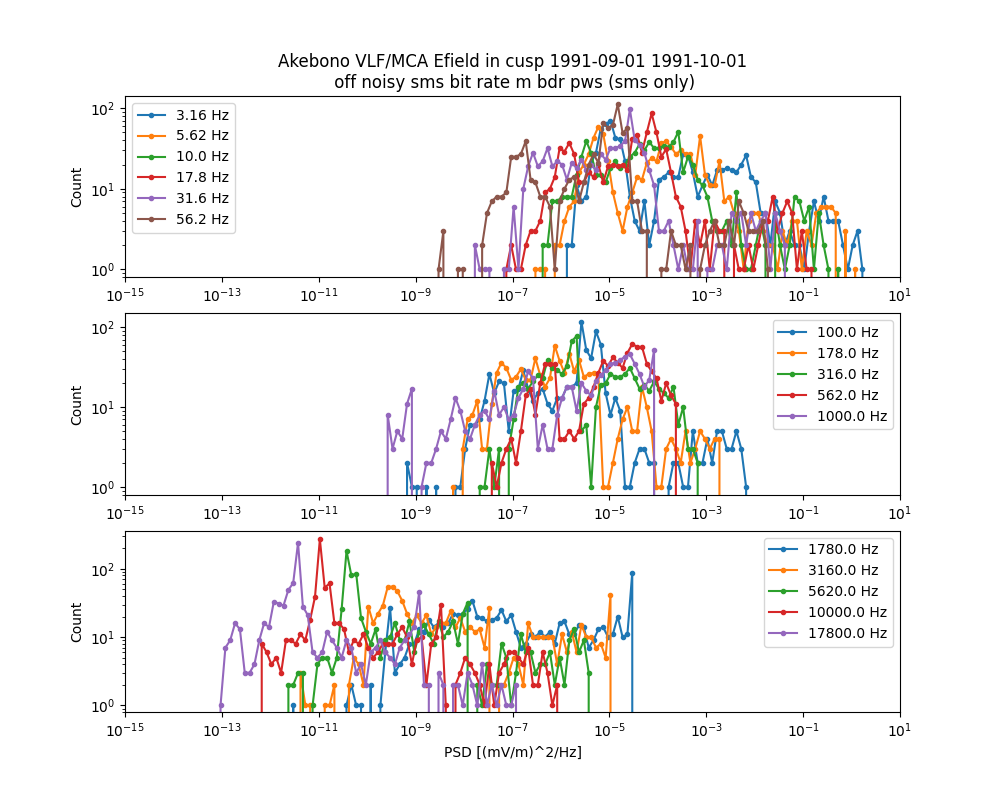 Akebono VLF/MCA Efield in cusp 1991-09-01 1991-10-01
off noisy sms bit rate m bdr pws (sms only)
10^2
10^1
10^0
Count
3.16 Hz
5.62 Hz
10.0 Hz
17.8 Hz
31.6 Hz
56.2 Hz
10^-15 10^-13 10^-11 10^-9 10^-7 10^-5 10^-3 10^-1 10^1
10^2
10^1
10^0
Count
100.0 Hz
178.0 Hz
316.0 Hz
562.0 Hz
1000.0 Hz
10^-15 10^-13 10^-11 10^-9 10^-7 10^-5 10^-3 10^-1 10^1
10^2
10^1
10^0
Count
1780.0 Hz
3160.0 Hz
5620.0 Hz
10000.0 Hz
17800.0 Hz
10^-15 10^-13 10^-11 10^-9 10^-7 10^-5 10^-3 10^-1 10^1
PSD [(mV/m)^2/Hz]